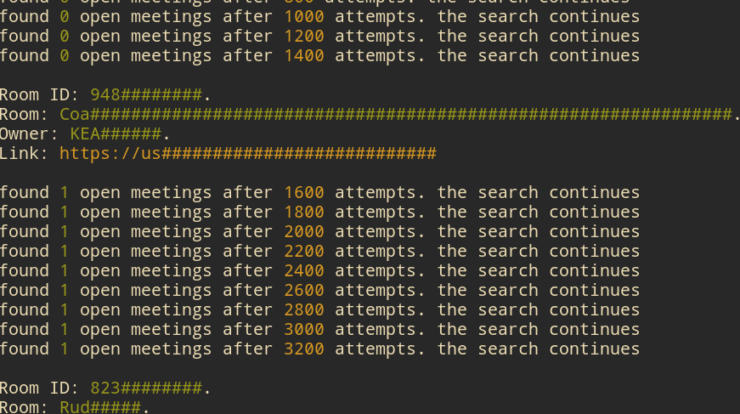 found 0 open meetings after 800 attempts. the search continues
found 0 open meetings after 1000 attempts. the search continues
found 0 open meetings after 1200 attempts. the search continues
found 0 open meetings after 1400 attempts. the search continues
Room ID: 948########.
Room: Coa###############################################################.
Owner: KEA######.
Link: https://us###########################
found 1 open meetings after 1600 attempts. the search continues
found 1 open meetings after 1800 attempts. the search continues
found 1 open meetings after 2000 attempts. the search continues
found 1 open meetings after 2200 attempts. the search continues
found 1 open meetings after 2400 attempts. the search continues
found 1 open meetings after 2600 attempts. the search continues
found 1 open meetings after 2800 attempts. the search continues
found 1 open meetings after 3000 attempts. the search continues
found 1 open meetings after 3200 attempts. the search continues
Room ID: 823########.
Room: Rud#####.